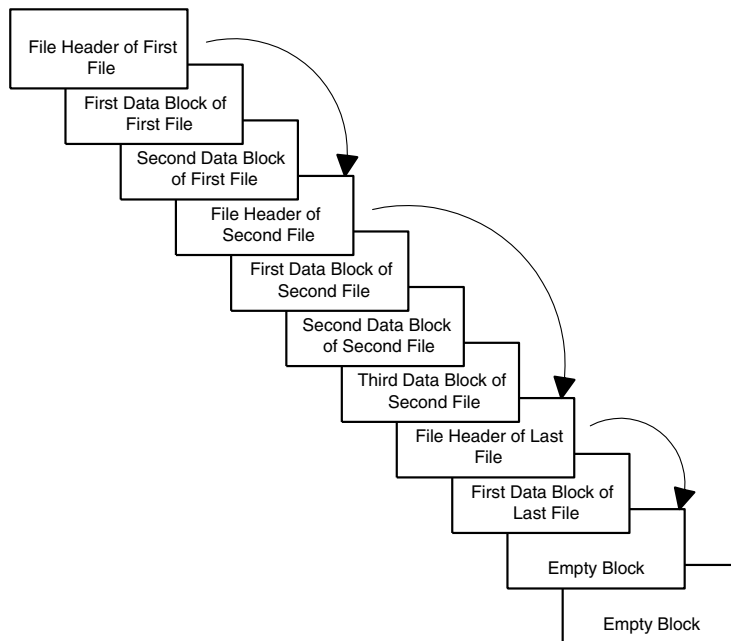 File Header of First
File
First Data Block of
First File
Second Data Block
of First File
File Header of
Second File
First Data Block of
Second File
Second Data Block
of Second File
Third Data Block of
Second File
File Header of Last
File
First Data Block of
Last File
Empty Block
Empty Block